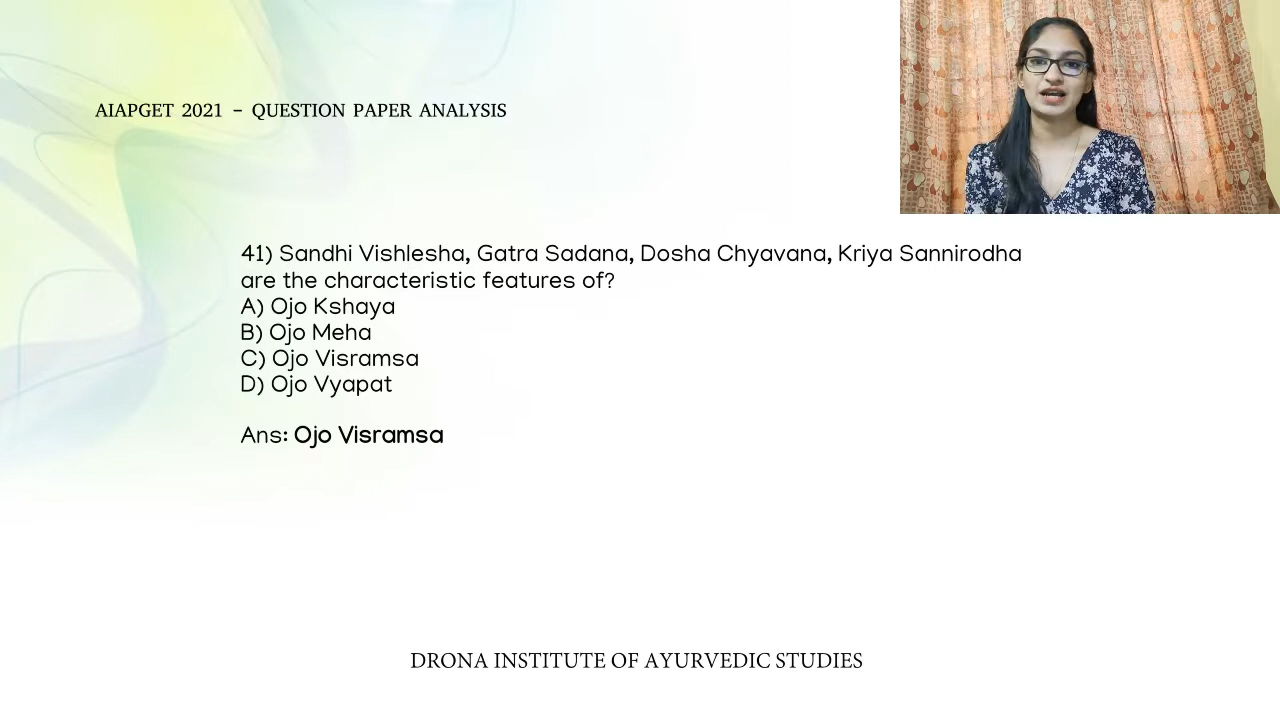 AIAPGET 2021 - QUESTION PAPER ANALYSIS
41) Sandhi Vishlesha, Gatra Sadana, Dosha Chyavana, Kriya Sannirodha
are the characteristic features of?
A) Ojo Kshaya
B) Ojo Meha
C) Ojo Visramsa
D) Ojo Vyapat
Ans: Ojo Visramsa
DRONA INSTITUTE OF AYURVEDIC STUDIES